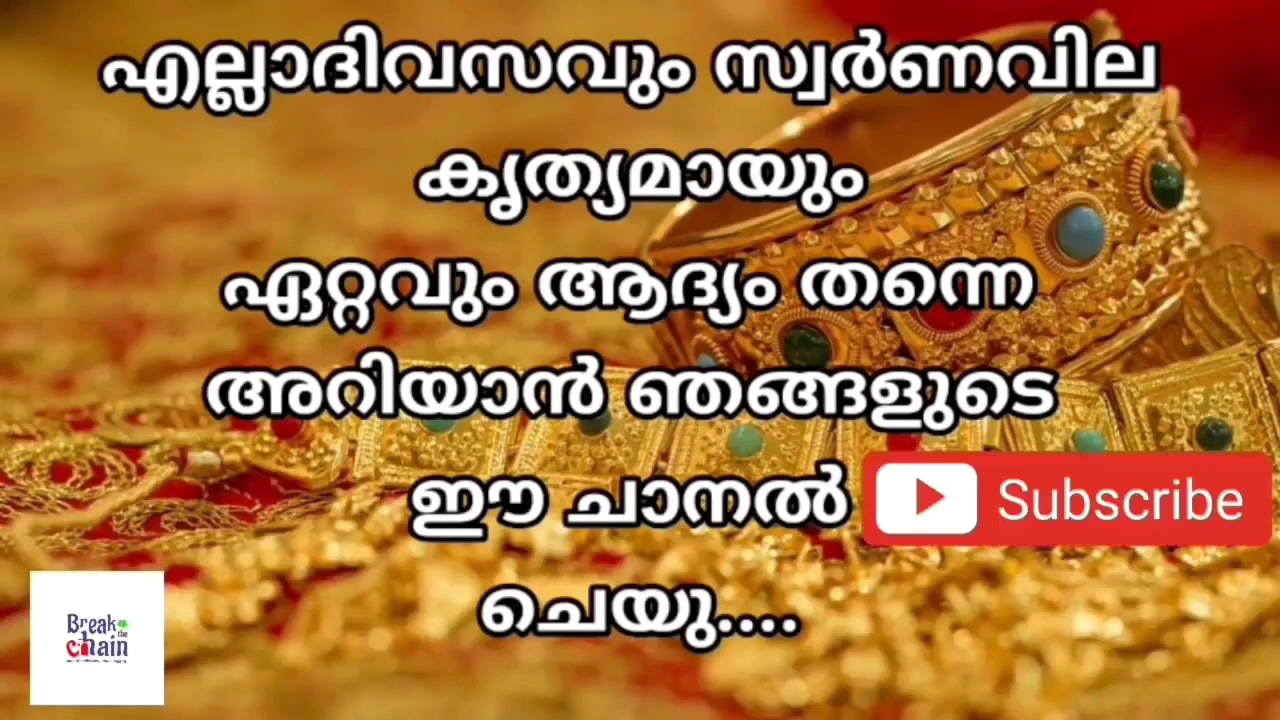 എല്ലാദിവസവും സ്വർണവില
കൃത്യമായും
ഏറ്റവും ആദ്യം തന്നെ
അറിയാൻ ഞങ്ങളുടെ
ഈ ചാനൽ Subscribe
ചെയു....
Break
the
chain